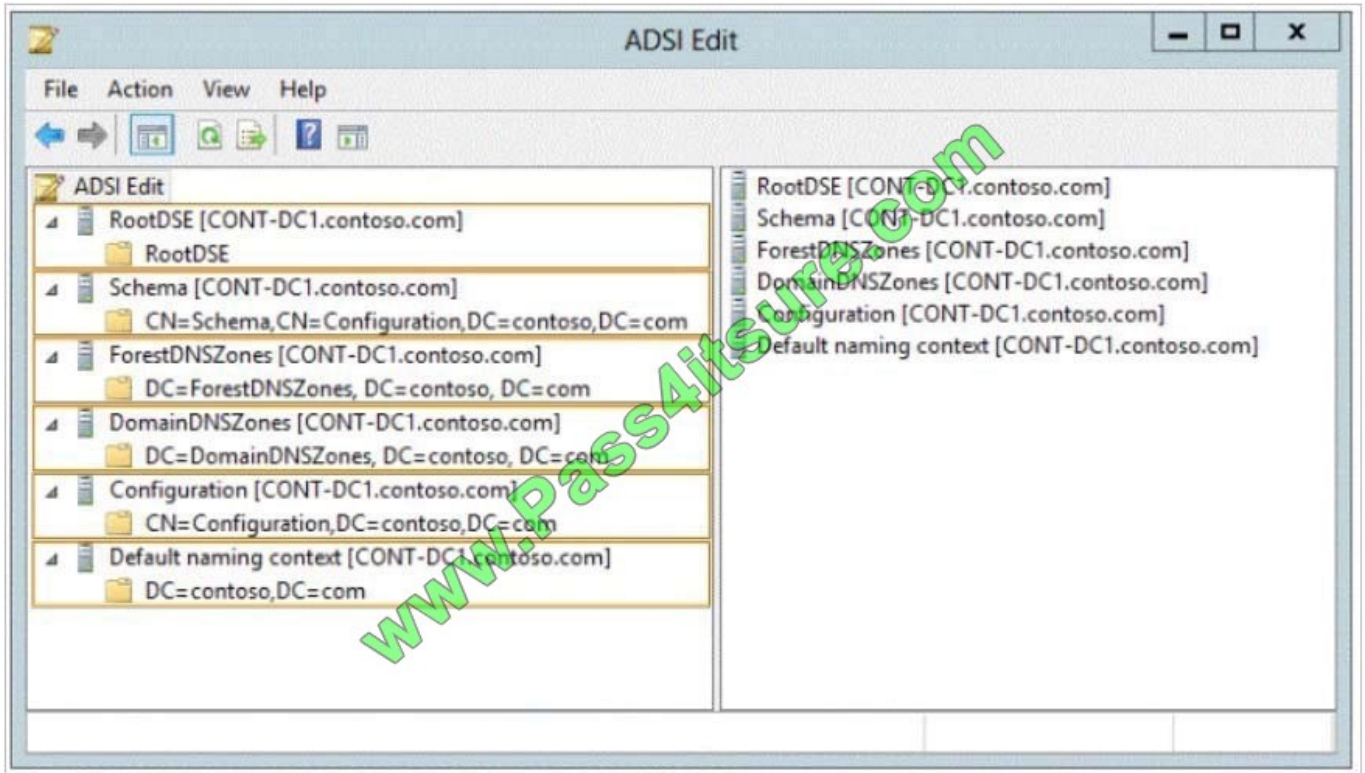 ADSI Edit
File Action View Help
ADSI Edit
RootDSE [CONT-DC1.contoso.com]
RootDSE
Schema [CONT-DC1.contoso.com]
CN=Schema,CN=Configuration,DC=contoso,DC=com
ForestDNSZones [CONT-DC1.contoso.com]
DC=ForestDNSZones, DC=contoso, DC=com
DomainDNSZones [CONT-DC1.contoso.com]
DC=DomainDNSZones, DC=contoso, DC=com
Configuration [CONT-DC1.contoso.com]
CN=Configuration,DC=contoso,DC=com
Default naming context [CONT-DC1.contoso.com]
DC=contoso,DC=com
RootDSE [CONT-DC1.contoso.com]
Schema [CONT-DC1.contoso.com]
ForestDNSZones [CONT-DC1.contoso.com]
DomainDNSZones [CONT-DC1.contoso.com]
Configuration [CONT-DC1.contoso.com]
Default naming context [CONT-DC1.contoso.com]
www.Pass4itsure.com